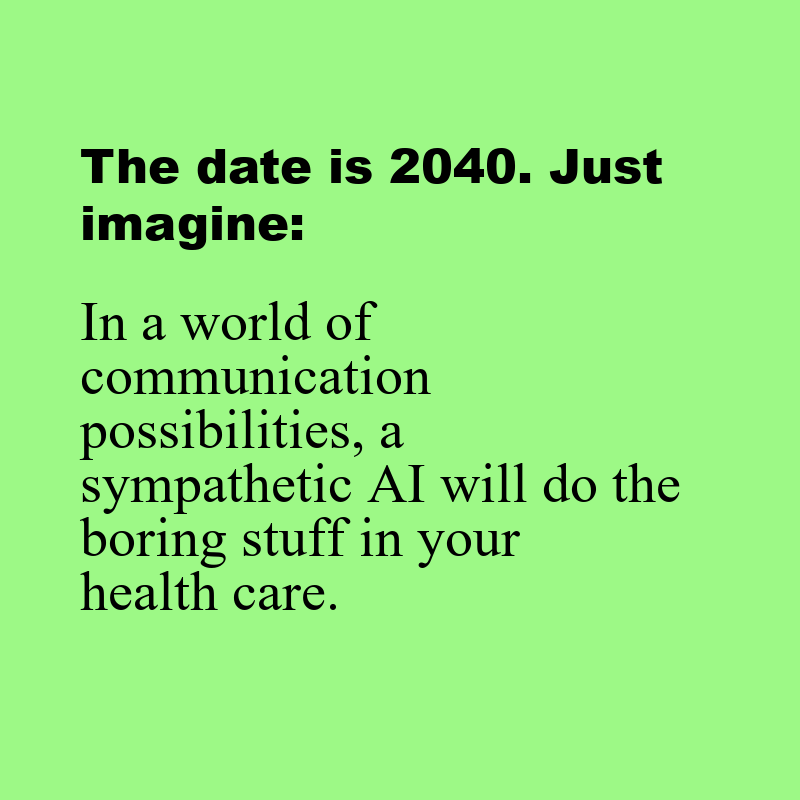 The date is 2040. Just
imagine:
In a world of
communication
possibilities, a
sympathetic AI will do the
boring stuff in your
health care.